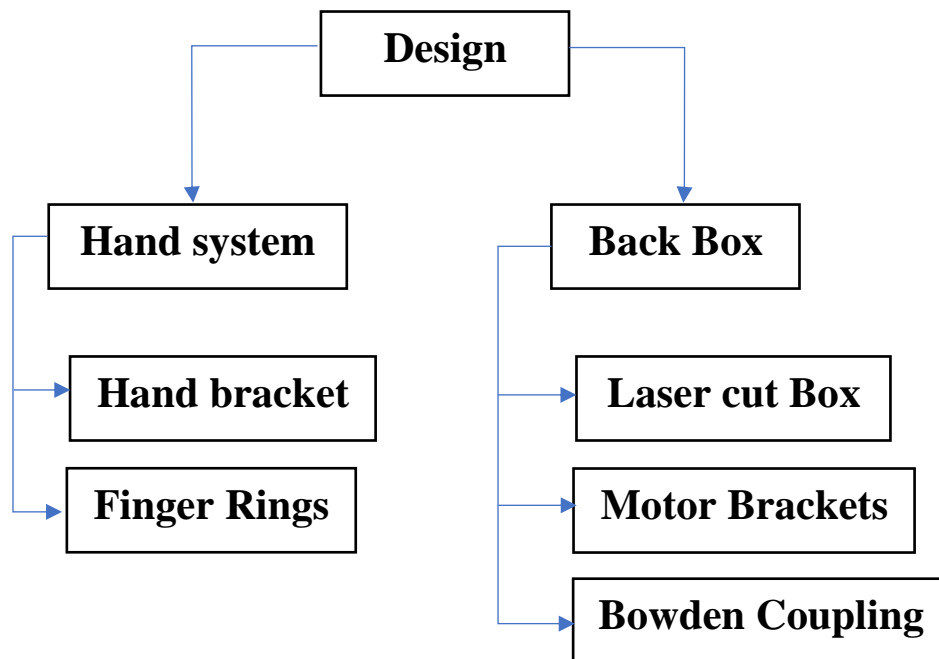 Design
Hand system
Back Box
Hand bracket
Laser cut Box
Finger Rings
Motor Brackets
Bowden Coupling